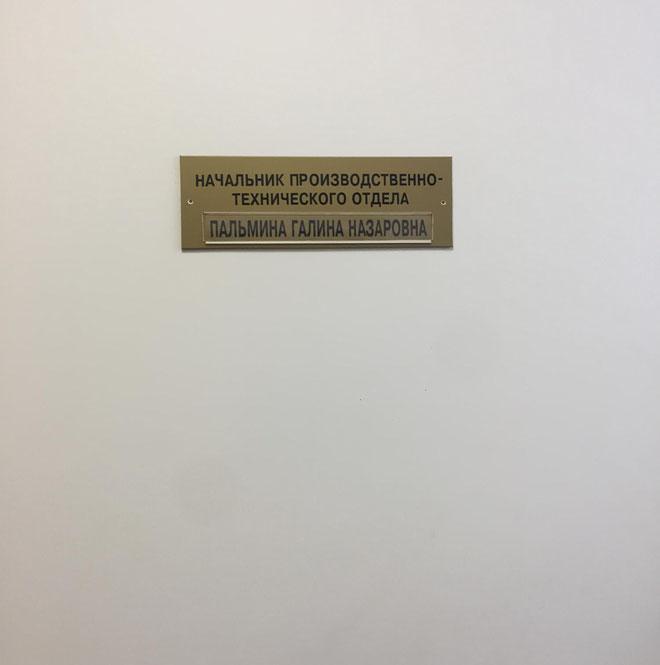 НАЧАЛЬНИК ПРОИЗВОДСТВЕННО-
ТЕХНИЧЕСКОГО ОТДЕЛА
ПАЛЬМИНА ГАЛИНА НАЗАРОВНА